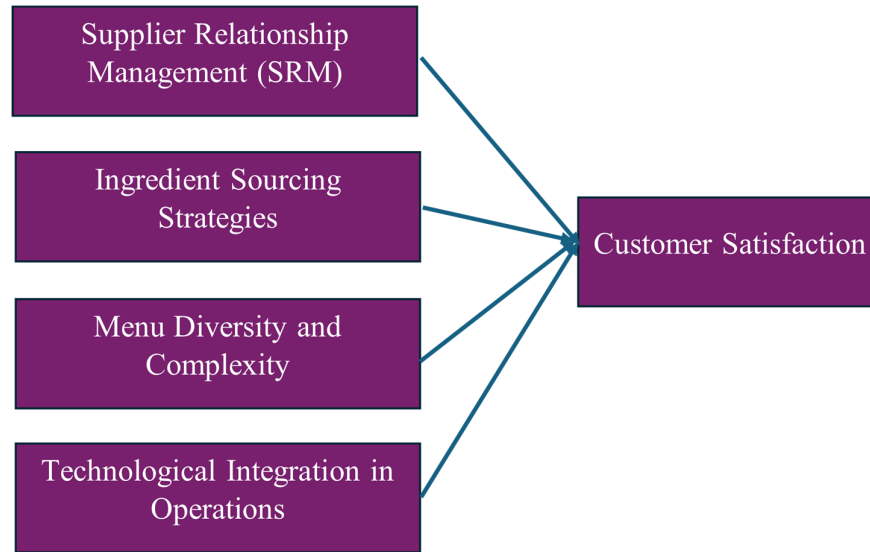 Supplier Relationship
Management (SRM)
Ingredient Sourcing
Strategies
Customer Satisfaction
Menu Diversity and
Complexity
Technological Integration in
Operations